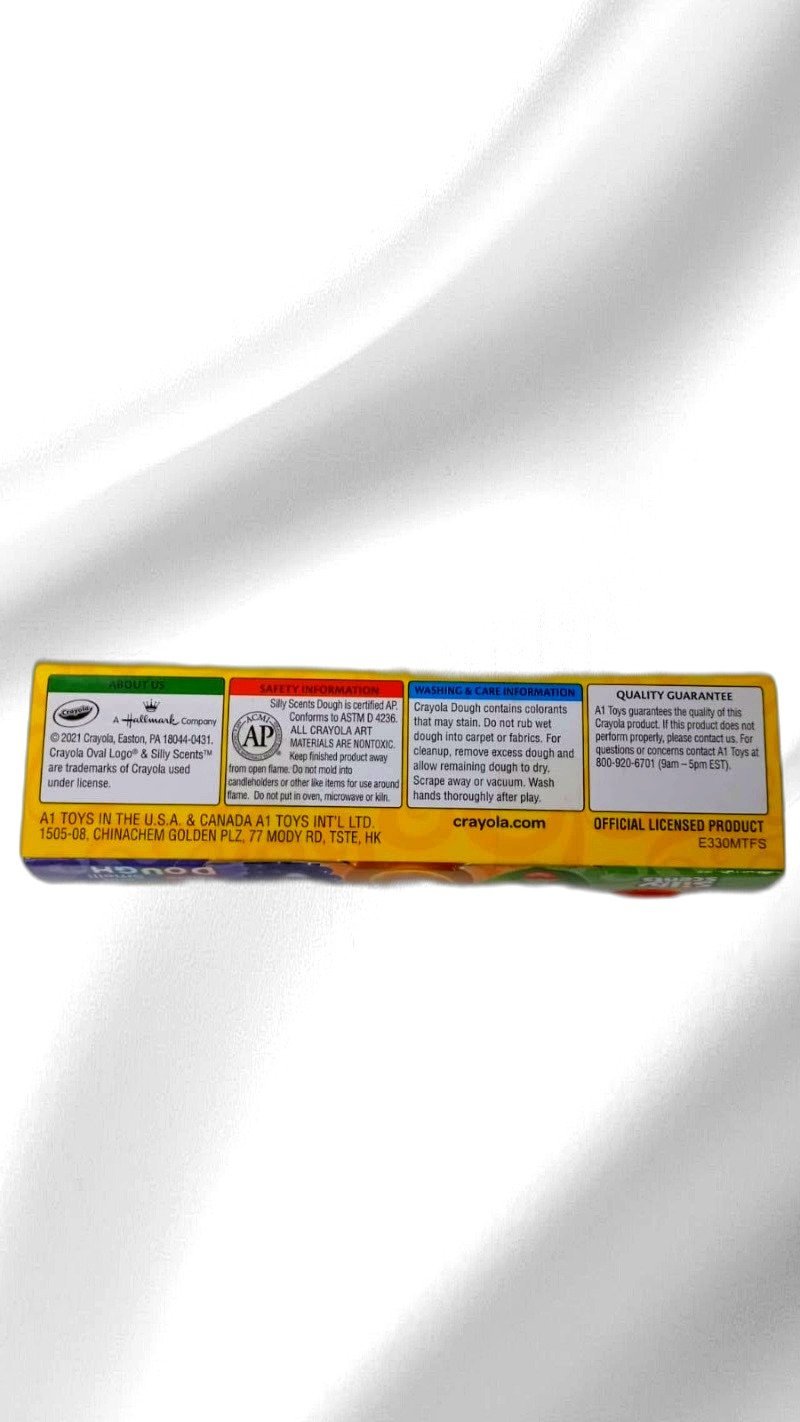 ABOUT US
Crayola
A Hallmark Company
© 2021 Crayola, Easton, PA 18044-0431.
Crayola Oval Logo® & Silly Scents™
are trademarks of Crayola used
under license.
SAFETY INFORMATION
Silly Scents Dough is certified AP.
Conforms to ASTM D 4236.
ALL CRAYOLA ART
MATERIALS ARE NONTOXIC.
Keep finished product away
from open flame. Do not mold into
candleholders or other like items for use around
flame. Do not put in oven, microwave or kiln.
ACMI
AP
WASHING & CARE INFORMATION
Crayola Dough contains colorants
that may stain. Do not rub wet
dough into carpet or fabrics. For
cleanup, remove excess dough and
allow remaining dough to dry.
Scrape away or vacuum. Wash
hands thoroughly after play.
QUALITY GUARANTEE
A1 Toys guarantees the quality of this
Crayola product. If this product does not
perform properly, please contact us. For
questions or concerns contact A1 Toys at
800-920-6701 (9am – 5pm EST).
A1 TOYS IN THE U.S.A. & CANADA A1 TOYS INT'L LTD.
1505-08, CHINACHEM GOLDEN PLZ, 77 MODY RD, TSTE, HK
crayola.com
OFFICIAL LICENSED PRODUCT
E330MTFS
DOUGH